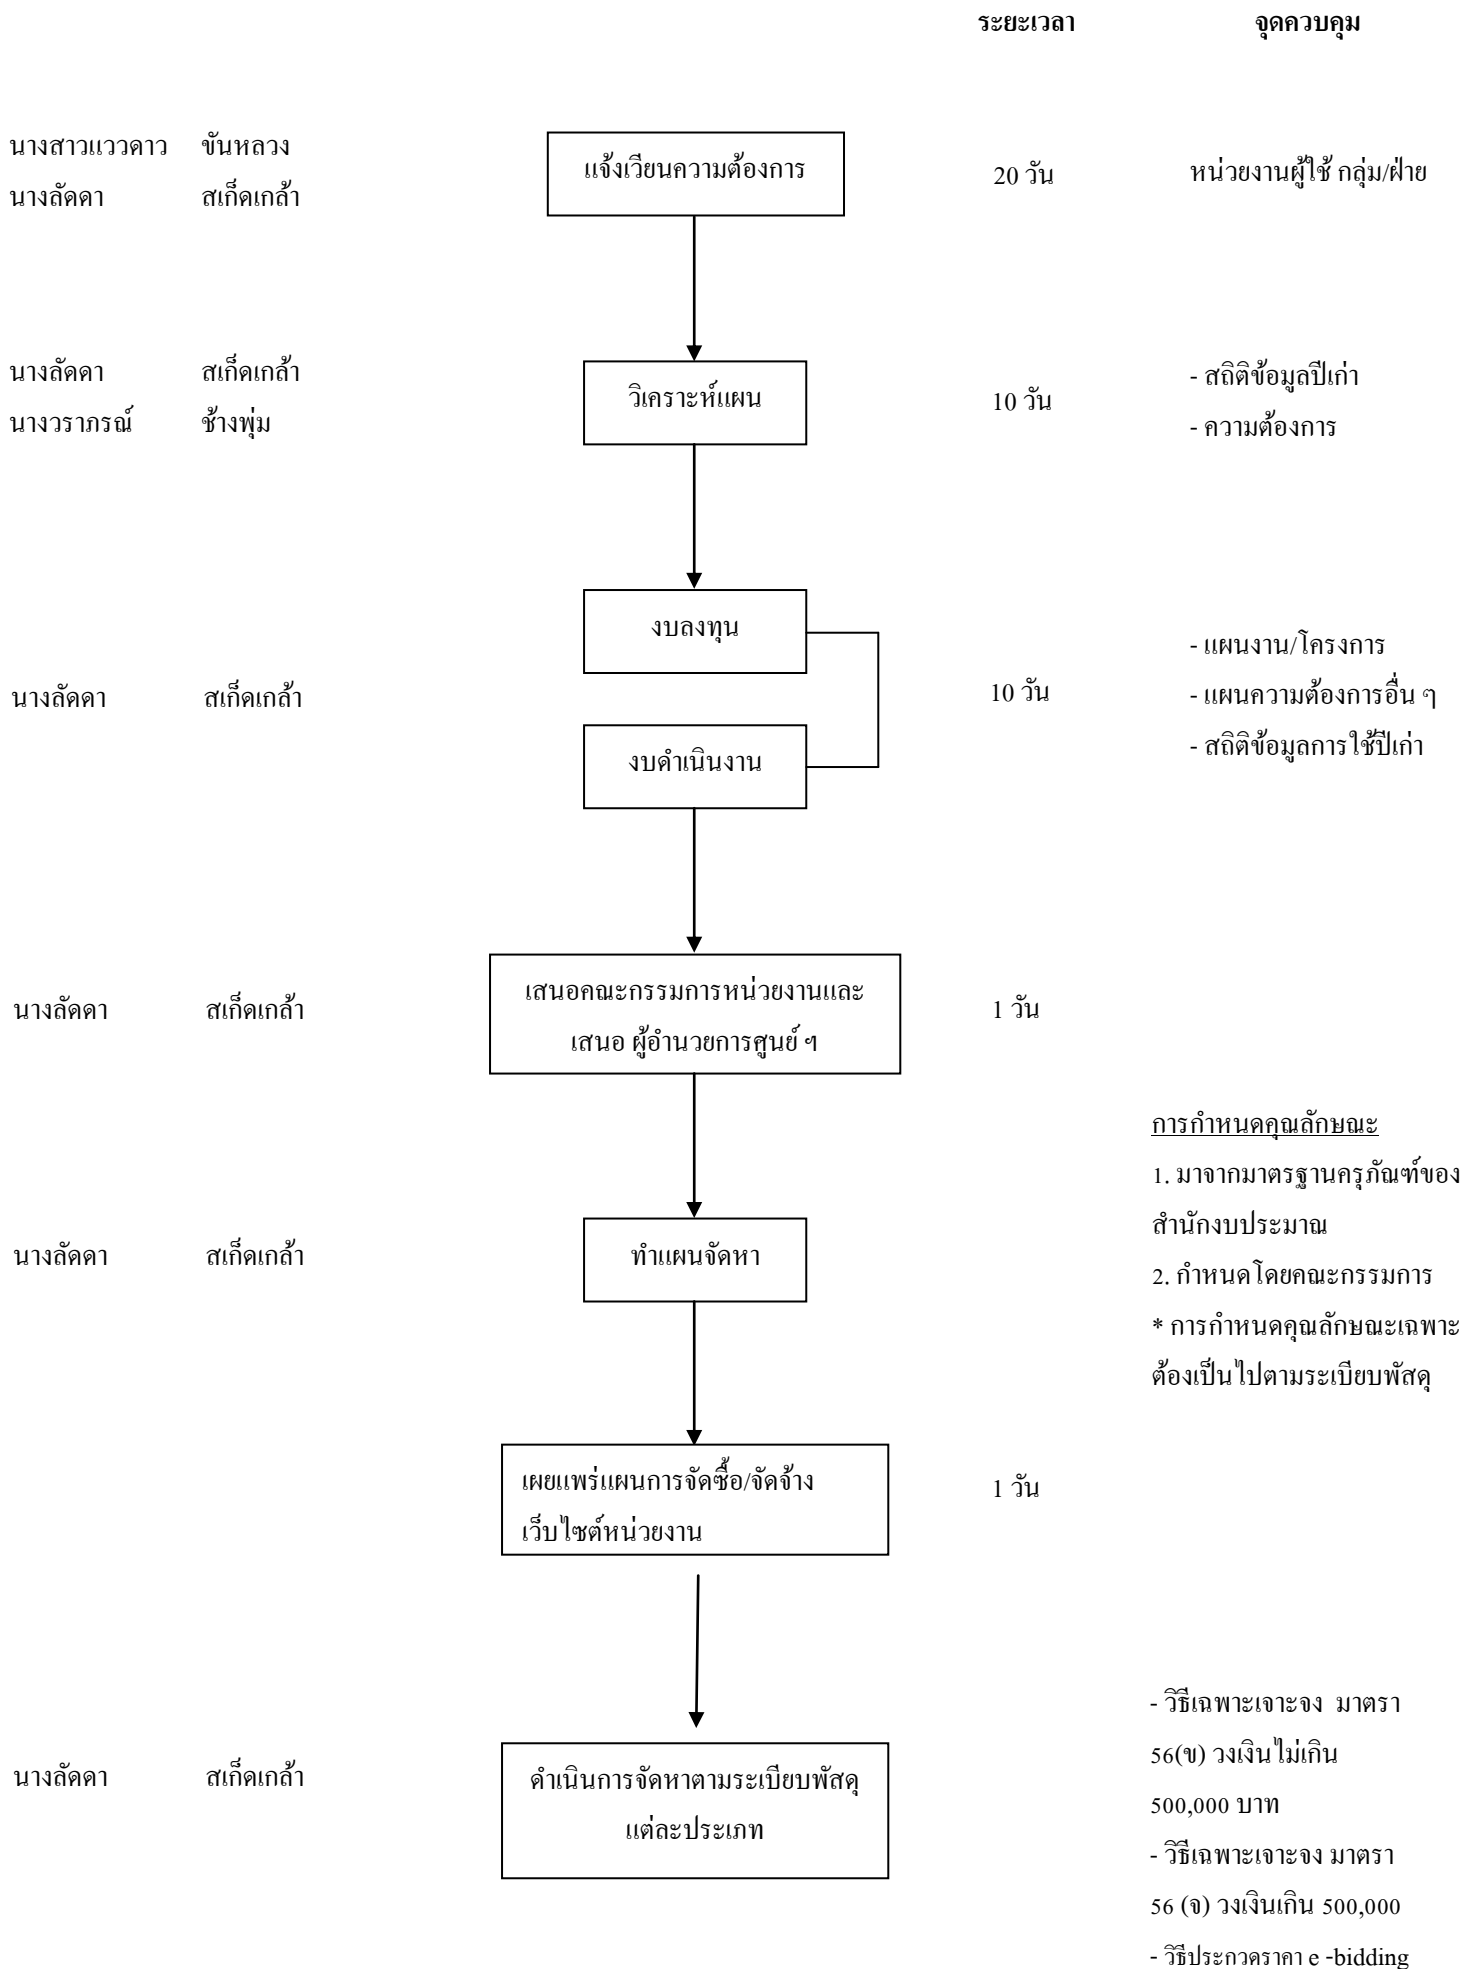 ระยะเวลา จุดควบคุม
นางสาวแววดาว ขันหลวง
นางลัดดา สเก็ดเกล้า
แจ้งเวียนความต้องการ
20 วัน
หน่วยงานผู้ใช้ กลุ่ม/ฝ่าย
นางลัดดา สเก็ดเกล้า
นางวราภรณ์ ช้างพุ่ม
วิเคราะห์แผน
10 วัน
- สถิติข้อมูลปีเก่า
- ความต้องการ
นางลัดดา สเก็ดเกล้า
งบลงทุน
งบดำเนินงาน
10 วัน
- แผนงาน/โครงการ
- แผนความต้องการอื่น ๆ
- สถิติข้อมูลการใช้ปีเก่า
นางลัดดา สเก็ดเกล้า
เสนอคณะกรรมการหน่วยงานและ
เสนอ ผู้อำนวยการศูนย์ ฯ
1 วัน
นางลัดดา สเก็ดเกล้า
ทำแผนจัดหา
การกำหนดคุณลักษณะ
1. มาจากมาตรฐานครุภัณฑ์ของ
สำนักงบประมาณ
2. กำหนดโดยคณะกรรมการ
* การกำหนดคุณลักษณะเฉพาะ
ต้องเป็นไปตามระเบียบพัสดุ
เผยแพร่แผนการจัดซื้อ/จัดจ้าง
เว็บไซต์หน่วยงาน
1 วัน
นางลัดดา สเก็ดเกล้า
ดำเนินการจัดหาตามระเบียบพัสดุ
แต่ละประเภท
- วิธีเฉพาะเจาะจง มาตรา
56(ข) วงเงินไม่เกิน
500,000 บาท
- วิธีเฉพาะเจาะจง มาตรา
56 (จ) วงเงินเกิน 500,000
- วิธีประกวดราคา e -bidding